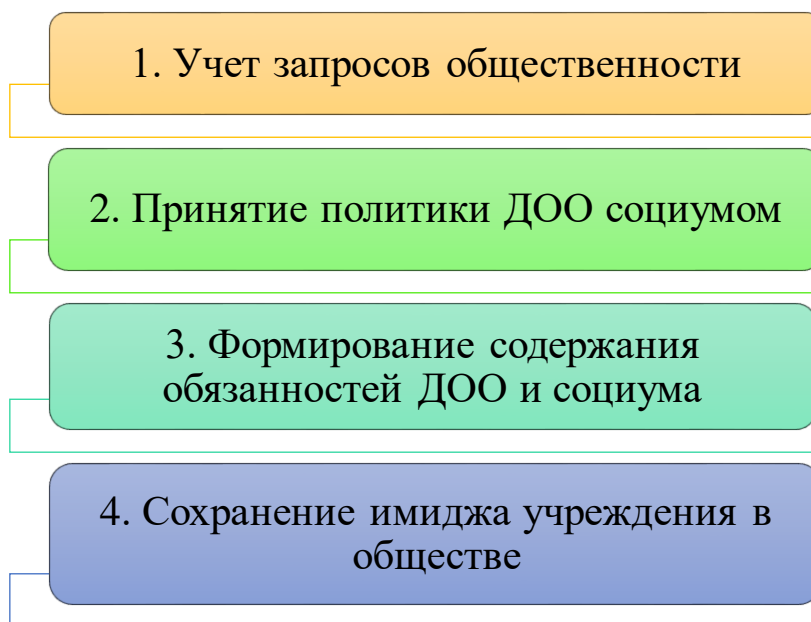 1. Учет запросов общественности
2. Принятие политики ДОО социумом
3. Формирование содержания
обязанностей ДОО и социума
4. Сохранение имиджа учреждения в
обществе